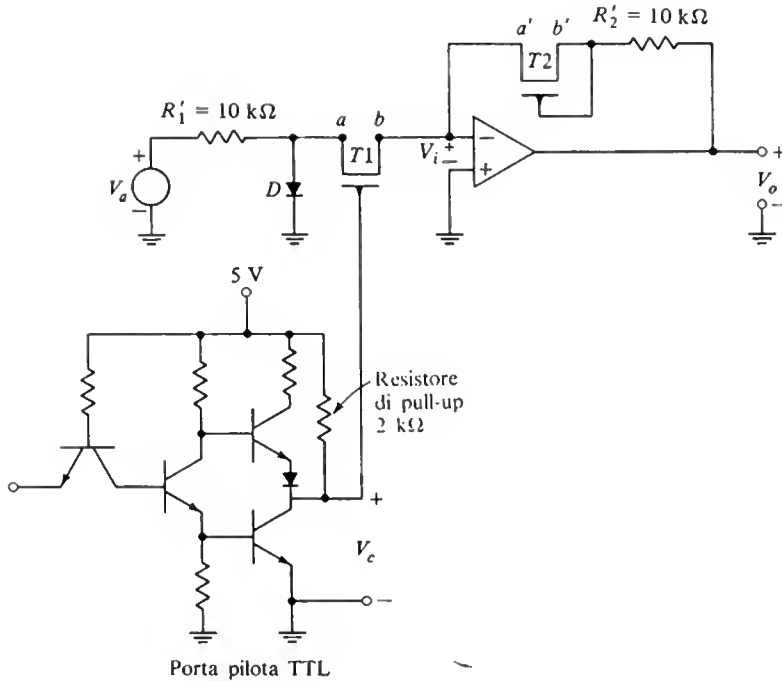 a' b' R'₂ = 10 kΩ
T2
R'₁ = 10 kΩ
a b
T1
+ Vₐ −
D
Vᵢ + −
− +
+ Vₒ −
5 V
Resistore
di pull-up
2 kΩ
+
V꜀
−
Porta pilota TTL